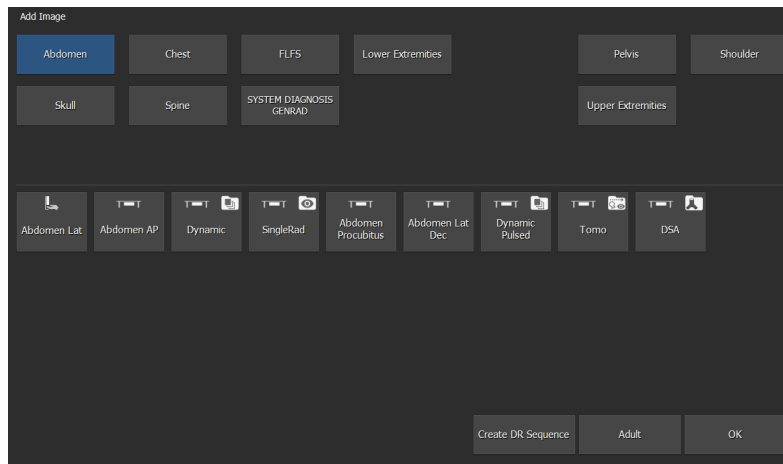 Add Image
Abdomen
Chest
FLFS
Lower Extremities
Pelvis
Shoulder
Skull
Spine
SYSTEM DIAGNOSIS
GENRAD
Upper Extremities
Abdomen Lat
Abdomen AP
Dynamic
SingleRad
Abdomen
Procubitus
Abdomen Lat
Dec
Dynamic
Pulsed
Tomo
DSA
Create DR Sequence
Adult
OK